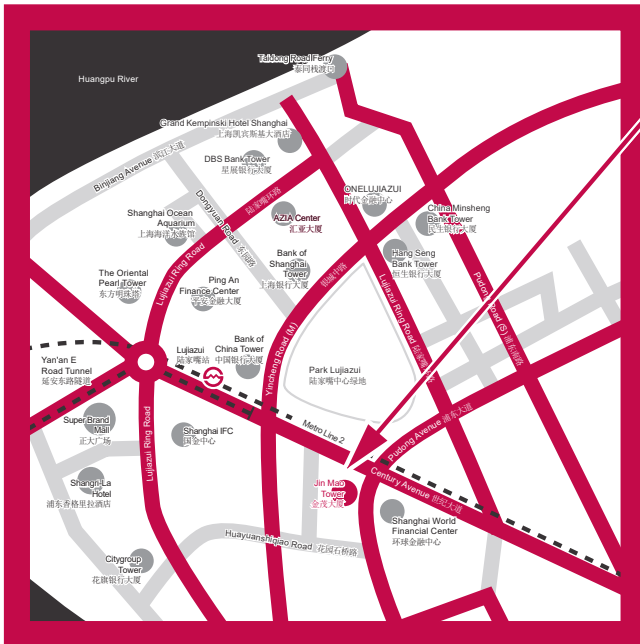 Taidong Road Ferry
泰同栈渡口
Huangpu River
Grand Kempinski Hotel Shanghai
上海凯宾斯基大酒店
DBS Bank Tower
星展银行大厦
Binjiang Avenue 滨江大道
Dongyuan Road 东园路
陆家嘴环路
ONELUJIAZUI
时代金融中心
China Minsheng
Bank Tower
民生银行大厦
Shanghai Ocean
Aquarium
上海海洋水族馆
AZIA Center
汇亚大厦
Bank of
Shanghai
Tower
上海银行大厦
银城中路
Hang Seng
Bank Tower
恒生银行大厦
The Oriental
Pearl Tower
东方明珠塔
Lujiazui Ring Road
Ping An
Finance Center
平安金融大厦
Lujiazui Ring Road 陆家嘴环路
Pudong Road (S) 浦东南路
Yan'an E
Road Tunnel
延安东路隧道
Lujiazui
陆家嘴站
Bank of
China Tower
中国银行大厦
Yincheng Road (M)
Park Lujiazui
陆家嘴中心绿地
Super Brand
Mall
正大广场
Lujiazui Ring Road
Shanghai IFC
国金中心
Metro Line 2
Pudong Avenue 浦东大道
Century Avenue 世纪大道
Shangri-La
Hotel
浦东香格里拉酒店
Jin Mao
Tower
金茂大厦
Shanghai World
Financial Center
环球金融中心
Huayuanshiqiao Road 花园石桥路
Citygroup
Tower
花旗银行大厦